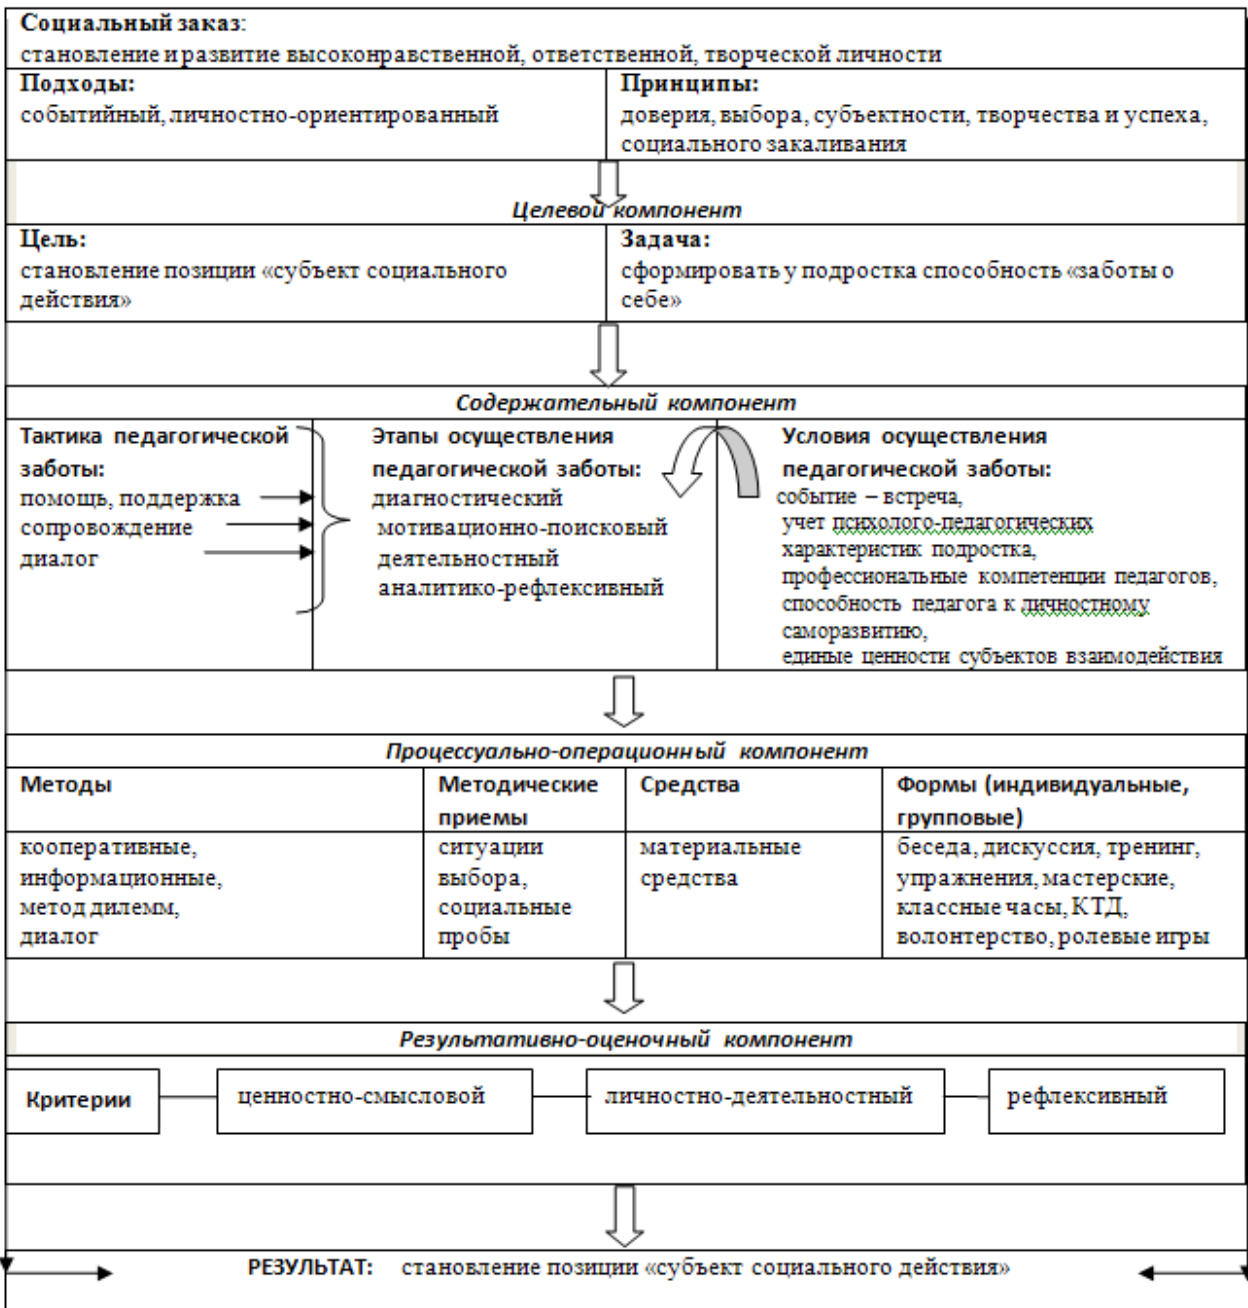 Социальный заказ:
становление и развитие высоконравственной, ответственной, творческой личности
Подходы:
событийный, личностно-ориентированный
Принципы:
доверия, выбора, субъектности, творчества и успеха,
социального закаливания
Целевой компонент
Цель:
становление позиции «субъект социального
действия»
Задача:
сформировать у подростка способность «заботы о
себе»
Содержательный компонент
Тактика педагогической
заботы:
помощь, поддержка
сопровождение
диалог
Этапы осуществления
педагогической заботы:
диагностический
мотивационно-поисковый
деятельностный
аналитико-рефлексивный
Условия осуществления
педагогической заботы:
событие – встреча,
учет психолого-педагогических
характеристик подростка,
профессиональные компетенции педагогов,
способность педагога к личностному
саморазвитию,
единые ценности субъектов взаимодействия
Процессуально-операционный компонент
Методы
Методические
приемы
Средства
Формы (индивидуальные,
групповые)
кооперативные,
информационные,
метод дилемм,
диалог
ситуации
выбора,
социальные
пробы
материальные
средства
беседа, дискуссия, тренинг,
упражнения, мастерские,
классные часы, КТД,
волонтерство, ролевые игры
Результативно-оценочный компонент
Критерии
ценностно-смысловой
личностно-деятельностный
рефлексивный
РЕЗУЛЬТАТ: становление позиции «субъект социального действия»